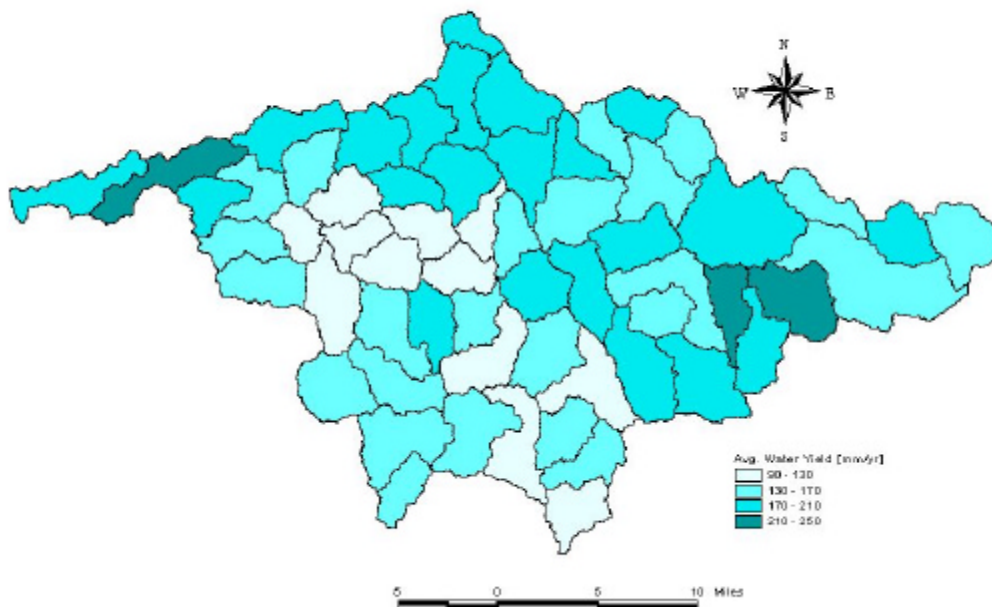 N
W E
S
Avg. Water Yield [mm/yr]
90 - 130
130 - 170
170 - 210
210 - 250
5 0 5 10 Miles